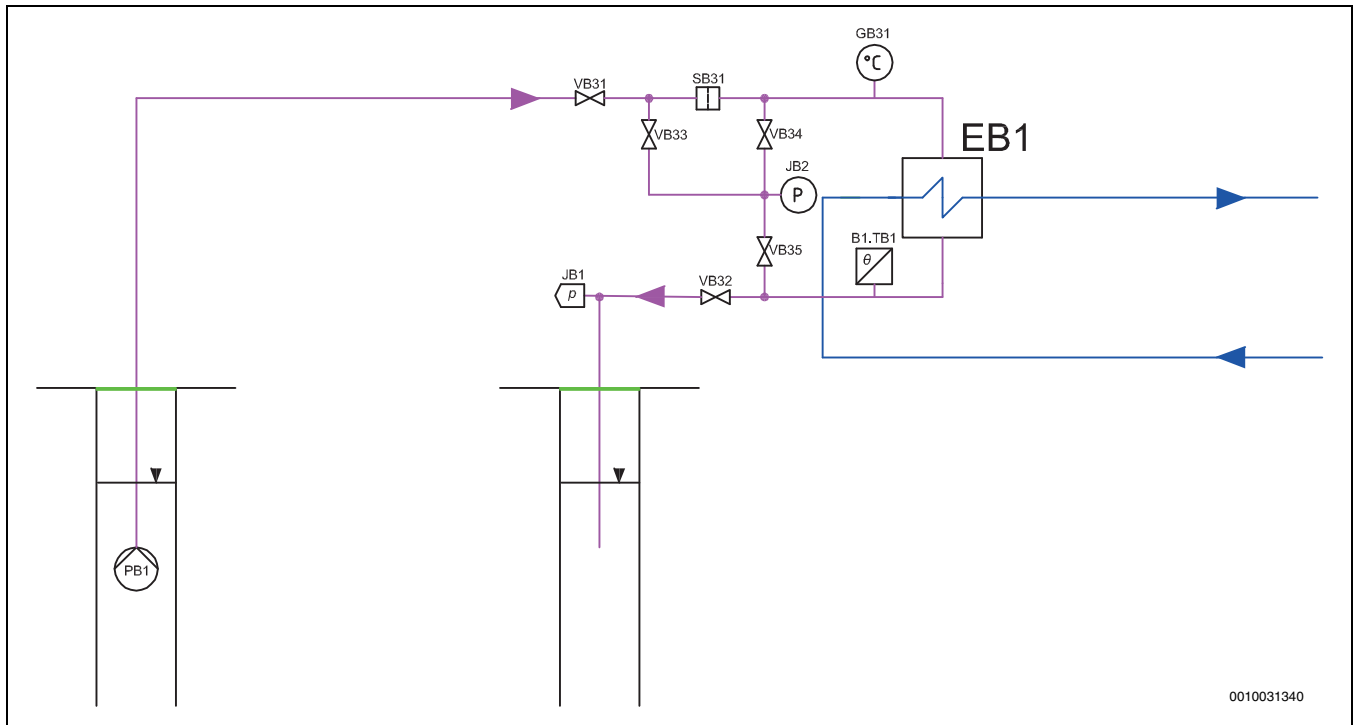 GB31
°C
SB31
VB31
VB33
VB34
EB1
JB2
P
B1.TB1
θ
VB35
JB1
p
VB32
PB1
0010031340